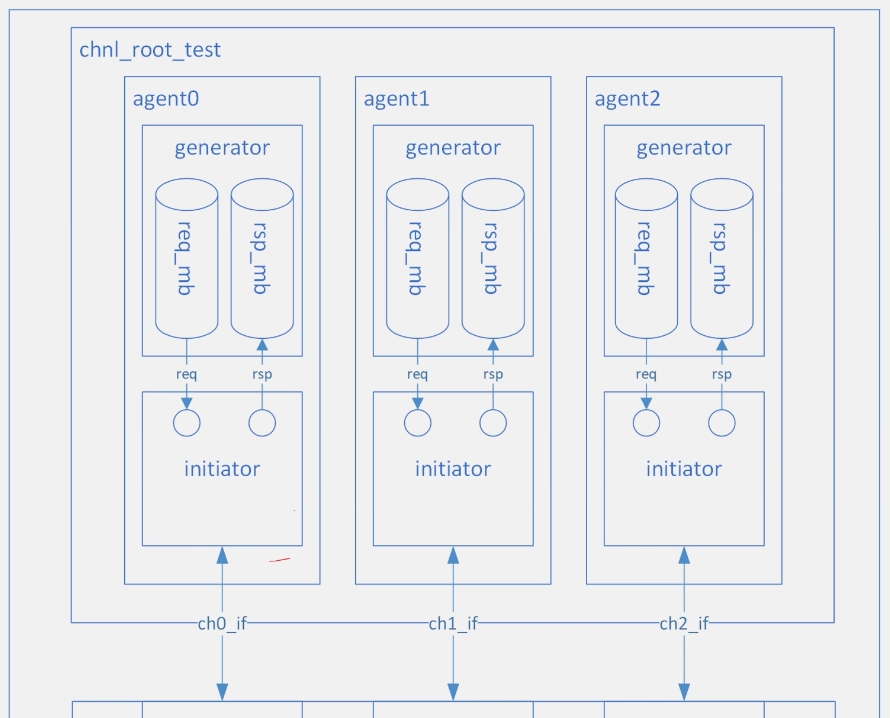 chnl_root_test
agent0
agent1
agent2
generator
generator
generator
req_mb
rsp_mb
req_mb
rsp_mb
req_mb
rsp_mb
req
rsp
req
rsp
req
rsp
initiator
initiator
initiator
ch0_if
ch1_if
ch2_if